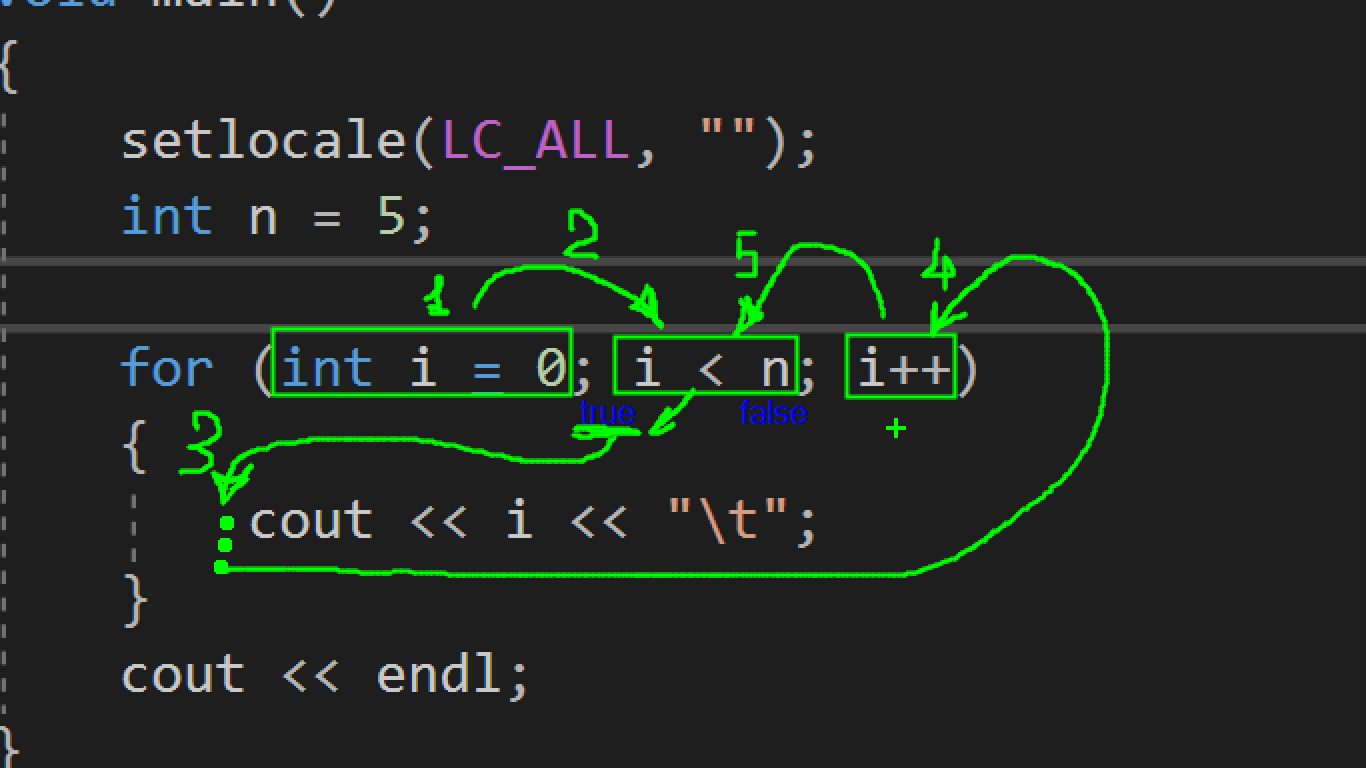 void main()
{
setlocale(LC_ALL, "");
int n = 5;
1 2 5 4
for (int i = 0; i < n; i++)
true false
+
{
3
cout << i << "\t";
}
cout << endl;
}